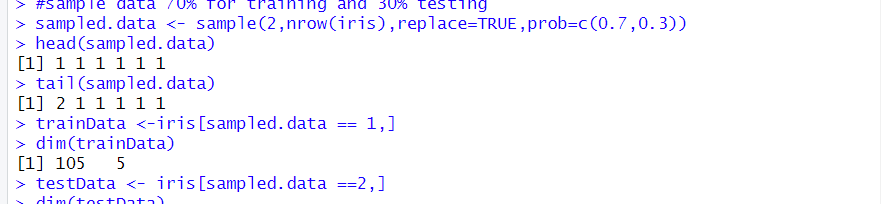 > #sample data 70% for training and 30% testing
> sampled.data <- sample(2,nrow(iris),replace=TRUE,prob=c(0.7,0.3))
> head(sampled.data)
[1] 1 1 1 1 1 1
> tail(sampled.data)
[1] 2 1 1 1 1 1
> trainData <-iris[sampled.data == 1,]
> dim(trainData)
[1] 105   5
> testData <- iris[sampled.data ==2,]
> dim(testData)